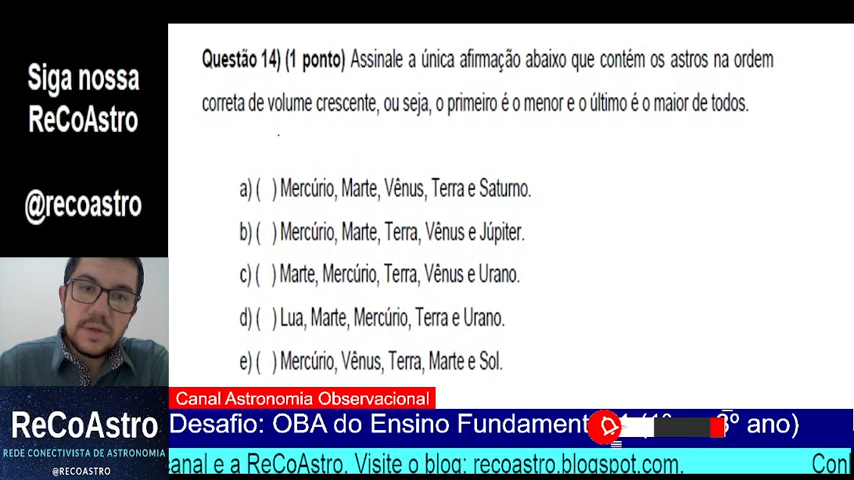 Siga nossa
ReCoAstro
@recoastro
Questão 14) (1 ponto) Assinale a única afirmação abaixo que contém os astros na ordem
correta de volume crescente, ou seja, o primeiro é o menor e o último é o maior de todos.
a) ( ) Mercúrio, Marte, Vênus, Terra e Saturno.
b) ( ) Mercúrio, Marte, Terra, Vênus e Júpiter.
c) ( ) Marte, Mercúrio, Terra, Vênus e Urano.
d) ( ) Lua, Marte, Mercúrio, Terra e Urano.
e) ( ) Mercúrio, Vênus, Terra, Marte e Sol.
Canal Astronomia Observacional
Desafio: OBA do Ensino ano)
ReCoAstro
REDE CONECTIVISTA DE ASTRONOMIA
@RECOASTRO
e a ReCoAstro. Visite o blog: recoastro.blogspot.com.